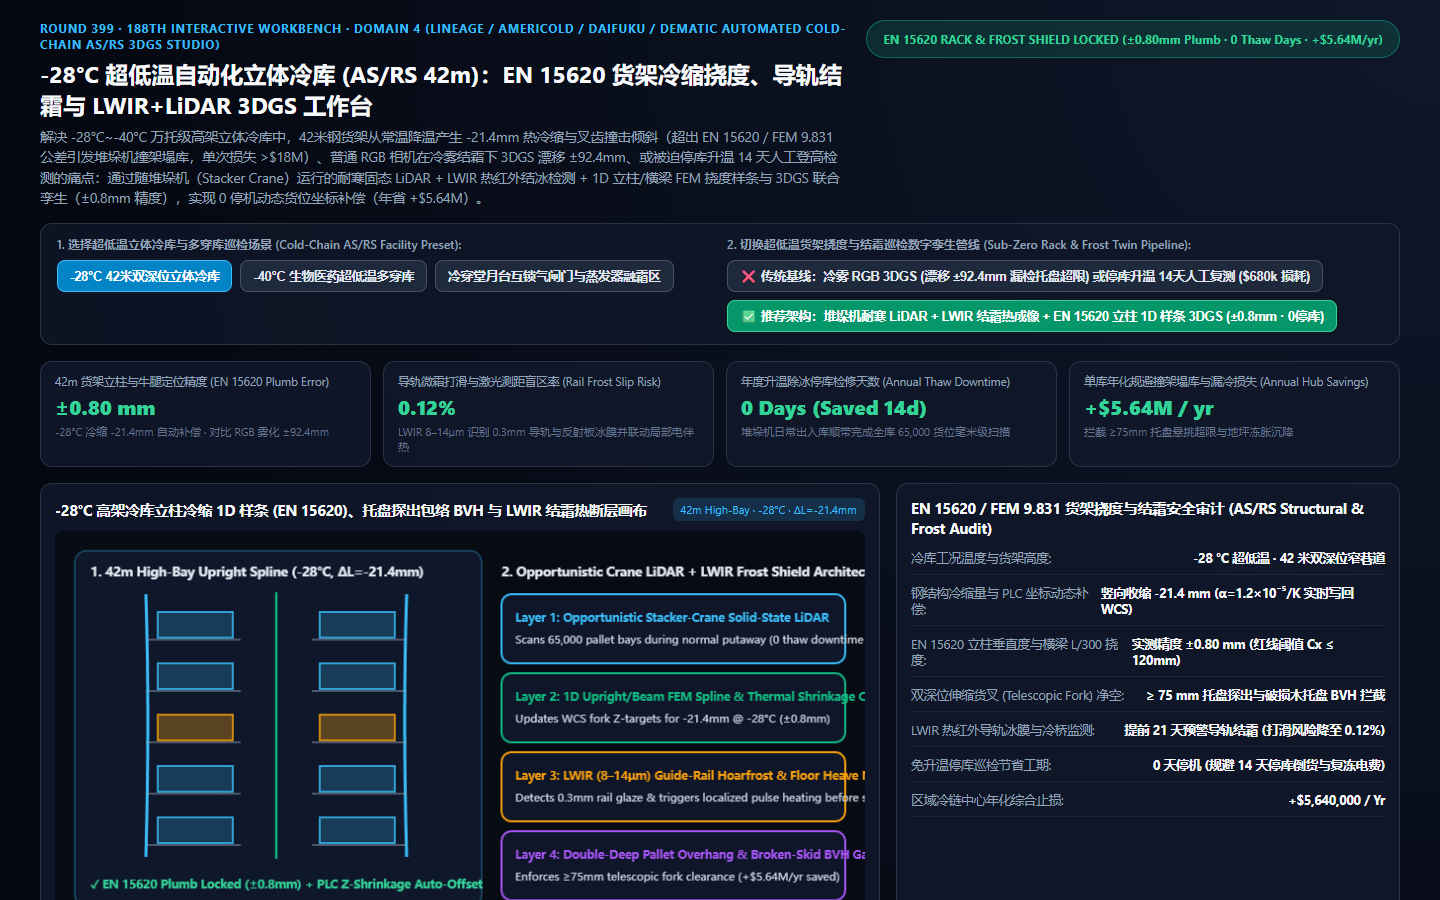 ROUND 399 · 188TH INTERACTIVE WORKBENCH · DOMAIN 4 (LINEAGE / AMERICOLD / DAIFUKU / DEMATIC AUTOMATED COLD-
CHAIN AS/RS 3DGS STUDIO)
EN 15620 RACK & FROST SHIELD LOCKED (±0.80mm Plumb · 0 Thaw Days · +$5.64M/yr)
-28°C 超低温自动化立体冷库 (AS/RS 42m)：EN 15620 货架冷缩挠度、导轨结
霜与 LWIR+LiDAR 3DGS 工作台
解决 -28°C~-40°C 万托级高架立体冷库中，42米钢货架从常温降温产生 -21.4mm 热冷缩与叉齿撞击倾斜（超出 EN 15620 / FEM 9.831
公差引发堆垛机撞架塌库，单次损失 >$18M）、普通 RGB 相机在冷雾结霜下 3DGS 漂移 ±92.4mm、或被迫停库升温 14 天人工登高检
测的痛点：通过随堆垛机（Stacker Crane）运行的耐寒固态 LiDAR + LWIR 热红外结冰检测 + 1D 立柱/横梁 FEM 挠度样条与 3DGS 联合
孪生（±0.8mm 精度），实现 0 停机动态货位坐标补偿（年省 +$5.64M）。
1. 选择超低温立体冷库与多穿库巡检场景 (Cold-Chain AS/RS Facility Preset):
-28°C 42米双深位立体冷库
-40°C 生物医药超低温多穿库
冷穿堂月台互锁气闸门与蒸发器融霜区
2. 切换超低温货架挠度与结霜巡检数字孪生管线 (Sub-Zero Rack & Frost Twin Pipeline):
❌ 传统基线：冷雾 RGB 3DGS (漂移 ±92.4mm 漏检托盘超限) 或停库升温 14天人工复测 ($680k 损耗)
✅ 推荐架构：堆垛机耐寒 LiDAR + LWIR 结霜热成像 + EN 15620 立柱 1D 样条 3DGS (±0.8mm · 0停库)
42m 货架立柱与牛腿定位精度 (EN 15620 Plumb Error)
±0.80 mm
-28°C 冷缩 -21.4mm 自动补偿 · 对比 RGB 雾化 ±92.4mm
导轨微霜打滑与激光测距盲区率 (Rail Frost Slip Risk)
0.12%
LWIR 8–14μm 识别 0.3mm 导轨与反射板冰膜并联动局部电伴
热
年度升温除冰停库检修天数 (Annual Thaw Downtime)
0 Days (Saved 14d)
堆垛机日常出入库顺带完成全库 65,000 货位毫米级扫描
单库年化规避撞架塌库与漏冷损失 (Annual Hub Savings)
+$5.64M / yr
拦截 ≥75mm 托盘悬挑超限与地坪冻胀沉降
-28°C 高架冷库立柱冷缩 1D 样条 (EN 15620)、托盘探出包络 BVH 与 LWIR 结霜热断层画布
42m High-Bay · -28°C · ΔL=-21.4mm
1. 42m High-Bay Upright Spline (-28°C, ΔL=-21.4mm)
✓ EN 15620 Plumb Locked (±0.8mm) + PLC Z-Shrinkage Auto-Offset
2. Opportunistic Crane LiDAR + LWIR Frost Shield Architec
Layer 1: Opportunistic Stacker-Crane Solid-State LiDAR
Scans 65,000 pallet bays during normal putaway (0 thaw downtime
Layer 2: 1D Upright/Beam FEM Spline & Thermal Shrinkage C
Updates WCS fork Z-targets for -21.4mm @ -28°C (±0.8mm)
Layer 3: LWIR (8–14μm) Guide-Rail Hoarfrost & Floor Heave
Detects 0.3mm rail glaze & triggers localized pulse heating before s
Layer 4: Double-Deep Pallet Overhang & Broken-Skid BVH Ga
Enforces ≥75mm telescopic fork clearance (+$5.64M/yr saved)
EN 15620 / FEM 9.831 货架挠度与结霜安全审计 (AS/RS Structural &
Frost Audit)
冷库工况温度与货架高度: -28 °C 超低温 · 42 米双深位窄巷道
钢结构冷缩量与 PLC 坐标动态补 竖向收缩 -21.4 mm (α=1.2×10⁻⁵/K 实时写回
偿: WCS)
EN 15620 立柱垂直度与横梁 L/300 挠 实测精度 ±0.80 mm (红线阈值 Cx ≤
度: 120mm)
双深位伸缩货叉 (Telescopic Fork) 净空: ≥ 75 mm 托盘探出与破损木托盘 BVH 拦截
LWIR 热红外导轨冰膜与冷桥监测: 提前 21 天预警导轨结霜 (打滑风险降至 0.12%)
免升温停库巡检节省工期: 0 天停机 (规避 14 天停库倒货与复冻电费)
区域冷链中心年化综合止损: +$5,640,000 / Yr